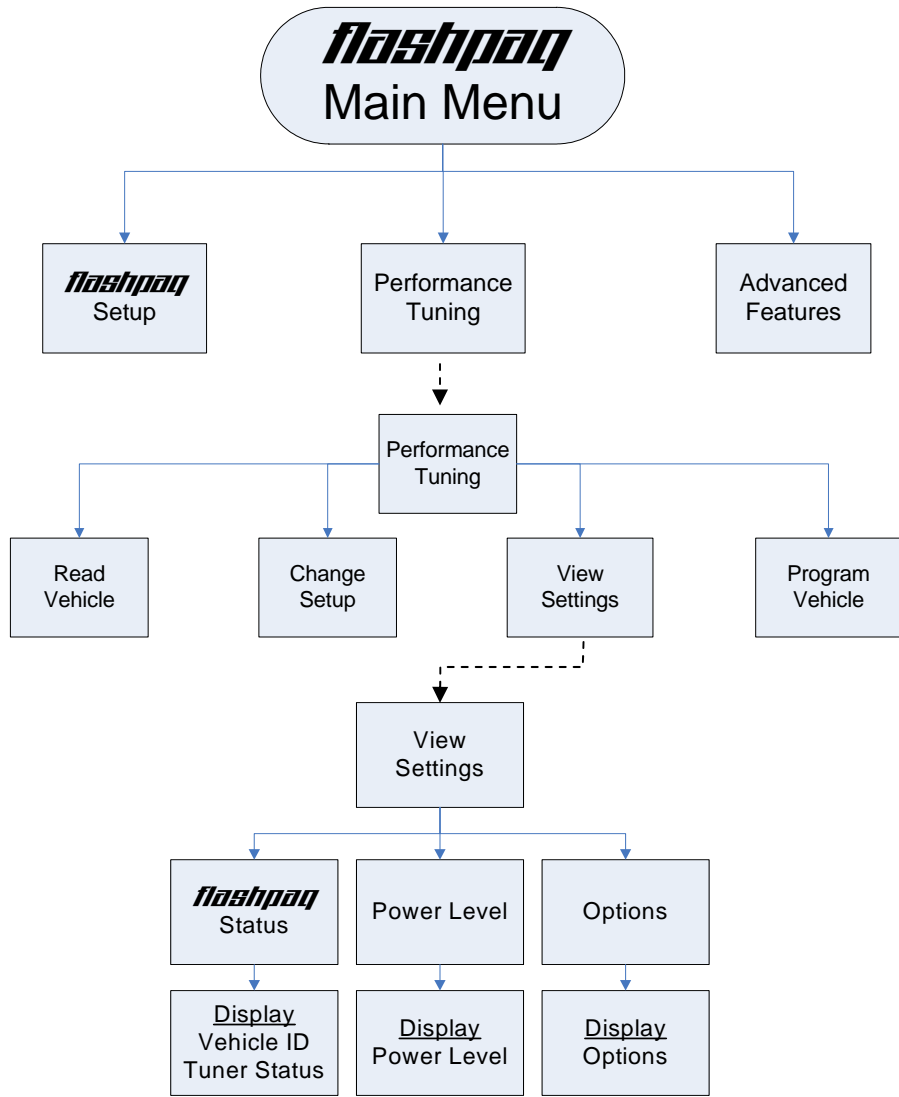 flashpaq
Main Menu
flashpaq
Setup
Performance
Tuning
Advanced
Features
Performance
Tuning
Read
Vehicle
Change
Setup
View
Settings
Program
Vehicle
View
Settings
flashpaq
Status
Power Level
Options
Display
Vehicle ID
Tuner Status
Display
Power Level
Display
Options